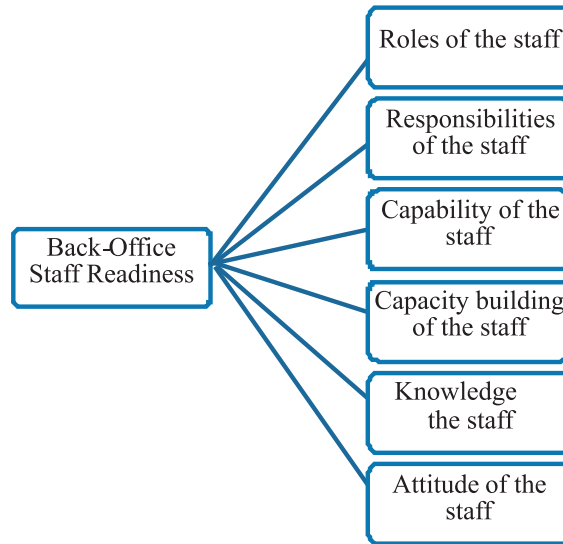 Roles of the staff
Responsibilities
of the staff
Capability of the
staff
Back-Office
Staff Readiness
Capacity building
of the staff
Knowledge
the staff
Attitude of the
staff